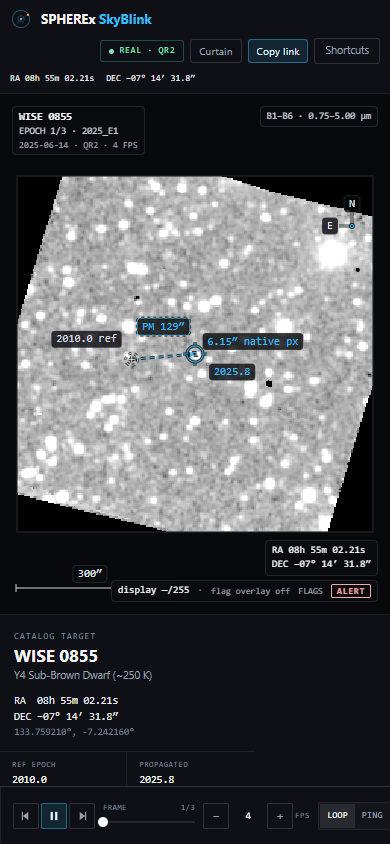 SPHEREx SkyBlink
REAL · QR2
Curtain
Copy link
Shortcuts
RA 08h 55m 02.21s DEC −07° 14′ 31.8″
WISE 0855
EPOCH 1/3 · 2025_E1
2025-06-14 · QR2 · 4 FPS
B1–B6 · 0.75–5.00 µm
N
E
PM 129″
2010.0 ref
6.15″ native px
2025.8
RA 08h 55m 02.21s
DEC −07° 14′ 31.8″
300″
display —/255 · flag overlay off FLAGS ALERT
CATALOG TARGET
WISE 0855
Y4 Sub-Brown Dwarf (~250 K)
RA 08h 55m 02.21s
DEC −07° 14′ 31.8″
133.759210°, -7.242160°
REF EPOCH
2010.0
PROPAGATED
2025.8
FRAME 1/3
− 4 + FPS
LOOP
PING